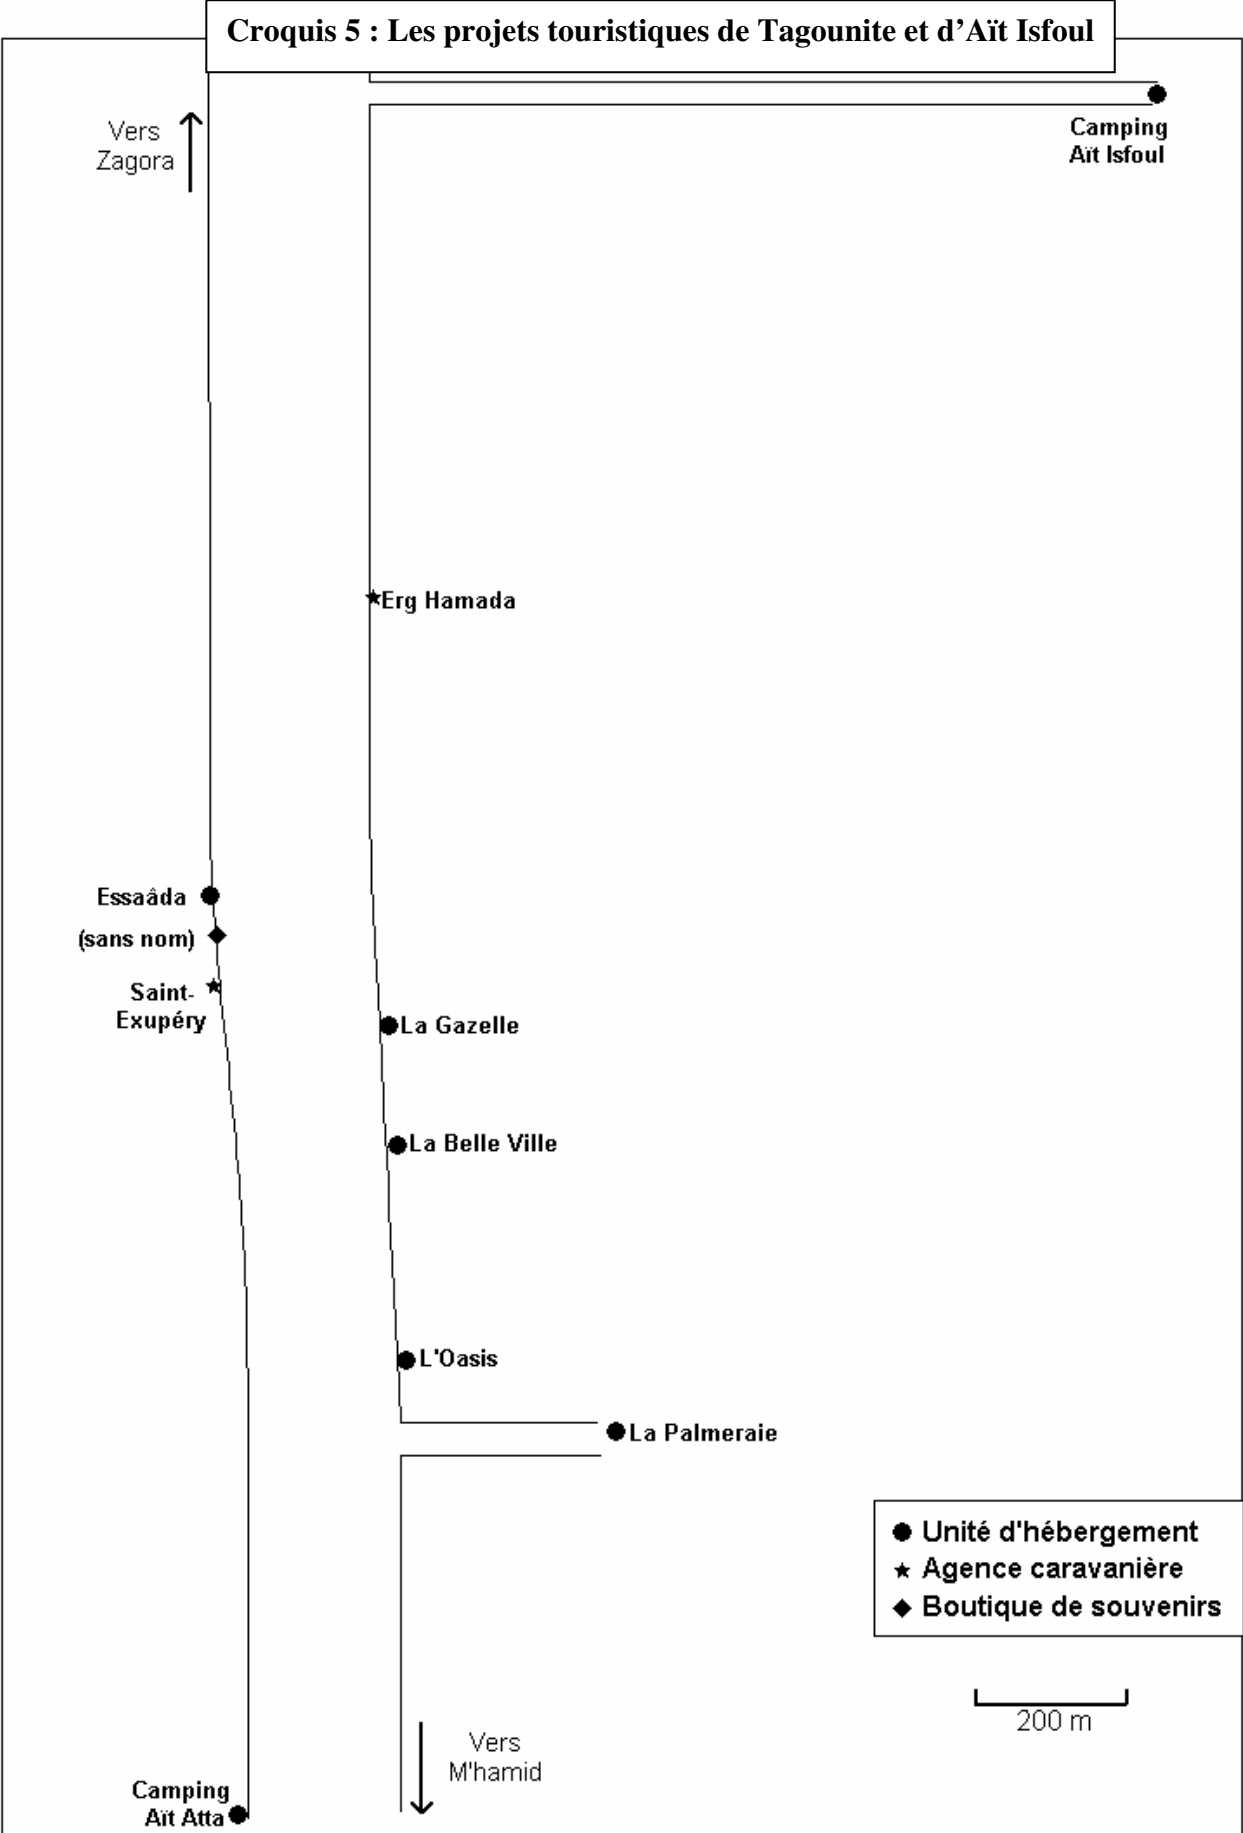 Croquis 5 : Les projets touristiques de Tagounite et d'Aït Isfoul
Vers
Zagora
Camping
Aït Isfoul
Erg Hamada
Essaâda
(sans nom)
Saint-
Exupéry
La Gazelle
La Belle Ville
L'Oasis
La Palmeraie
Unité d'hébergement
Agence caravanière
Boutique de souvenirs
200 m
Vers
M'hamid
Camping
Aït Atta